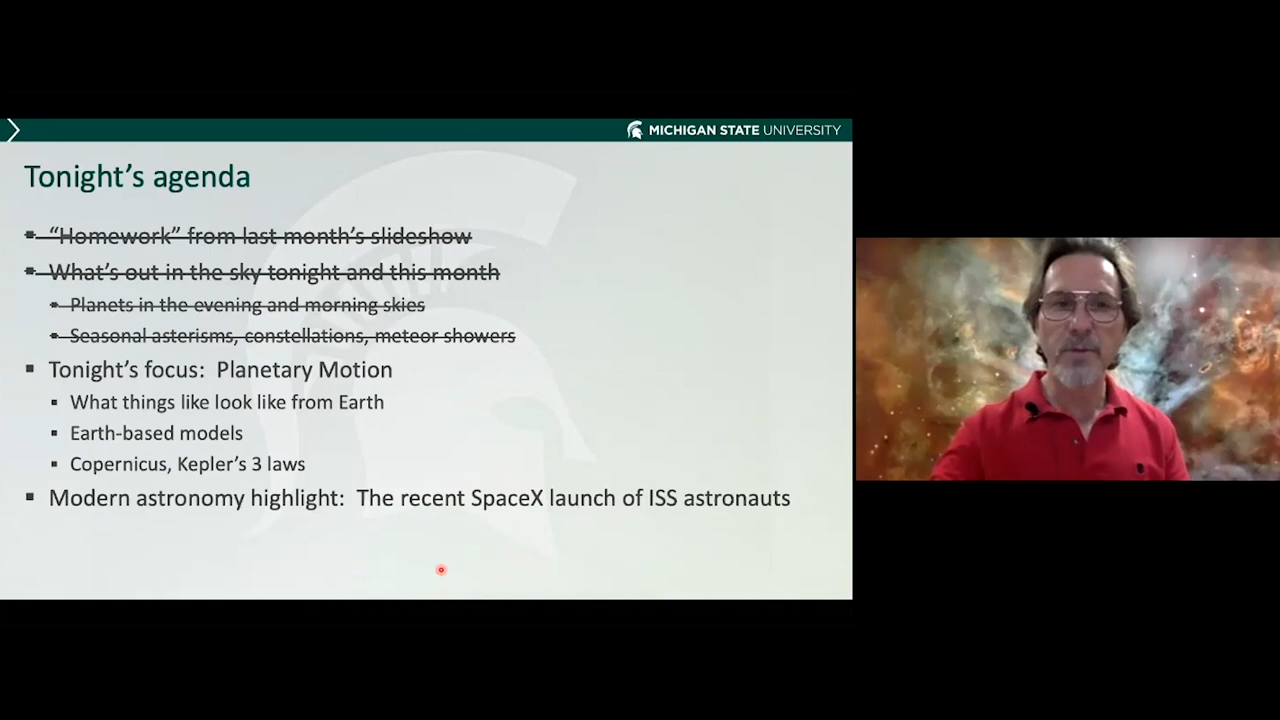 MICHIGAN STATE UNIVERSITY
Tonight’s agenda
“Homework” from last month’s slideshow
What’s out in the sky tonight and this month
Planets in the evening and morning skies
Seasonal asterisms, constellations, meteor showers
Tonight’s focus: Planetary Motion
What things like look like from Earth
Earth-based models
Copernicus, Kepler’s 3 laws
Modern astronomy highlight: The recent SpaceX launch of ISS astronauts